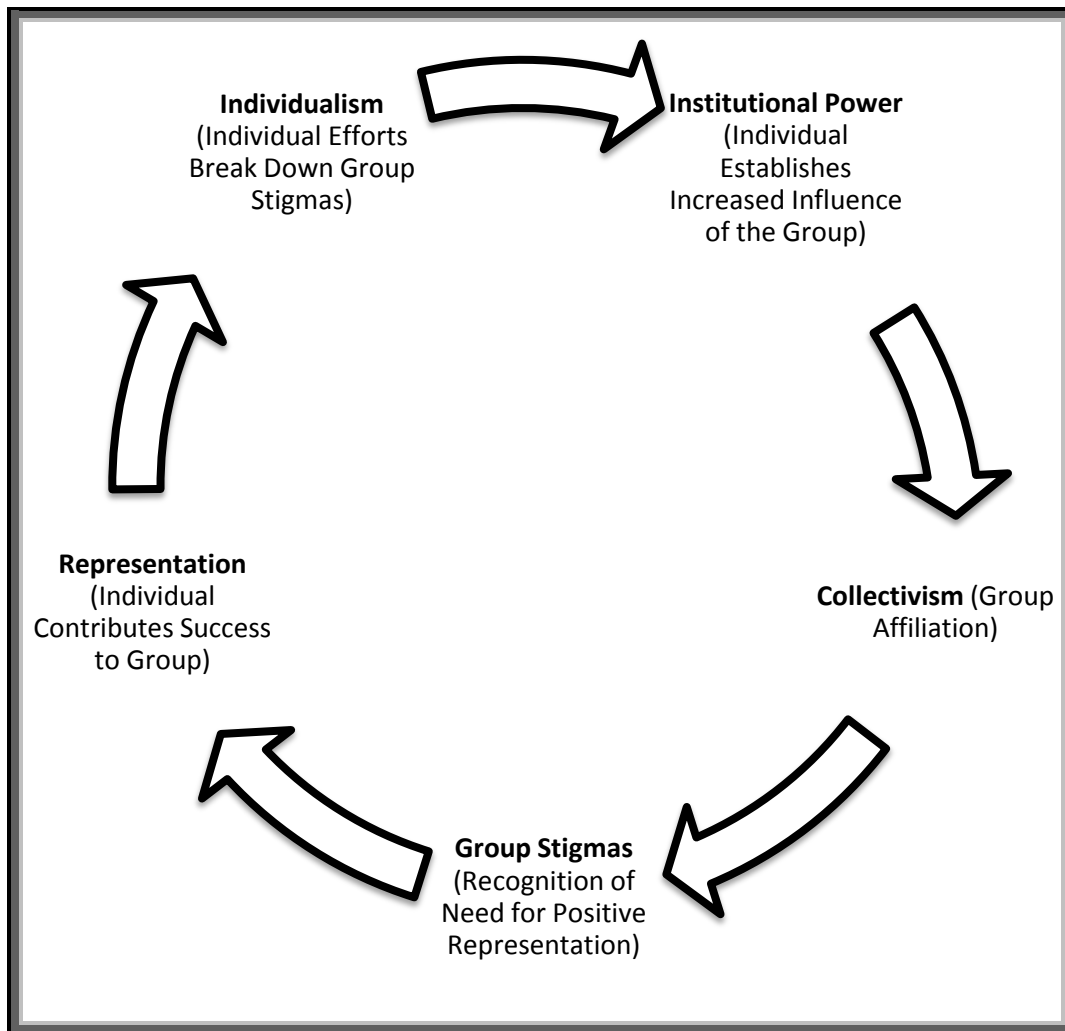 Individualism
(Individual Efforts
Break Down Group
Stigmas)
Institutional Power
(Individual
Establishes
Increased Influence
of the Group)
Collectivism (Group
Affiliation)
Group Stigmas
(Recognition of
Need for Positive
Representation)
Representation
(Individual
Contributes Success
to Group)